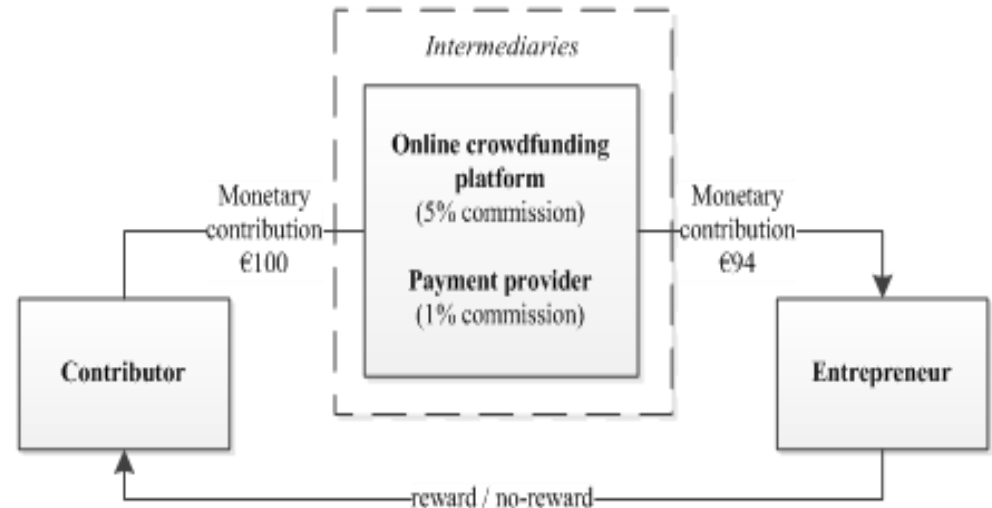 Intermediaries
Online crowdfunding
platform
(5% commission)
Payment provider
(1% commission)
Monetary
contribution
€100
Monetary
contribution
€94
Contributor
Entrepreneur
reward / no-reward